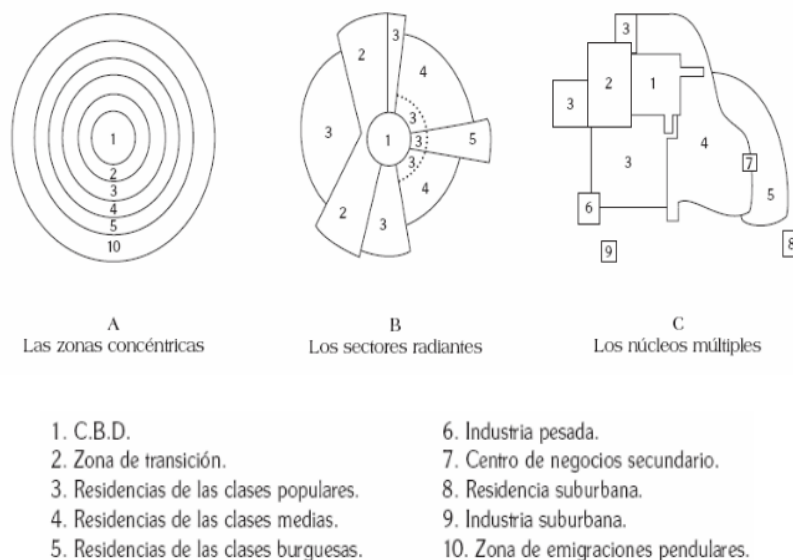 1
2
3
4
5
10
A
Las zonas concéntricas
2
3
4
3
3
1
3
5
3
4
2
3
B
Los sectores radiantes
3
2
1
3
3
4
7
5
6
9
8
C
Los núcleos múltiples
1. C.B.D.
2. Zona de transición.
3. Residencias de las clases populares.
4. Residencias de las clases medias.
5. Residencias de las clases burguesas.
6. Industria pesada.
7. Centro de negocios secundario.
8. Residencia suburbana.
9. Industria suburbana.
10. Zona de emigraciones pendulares.